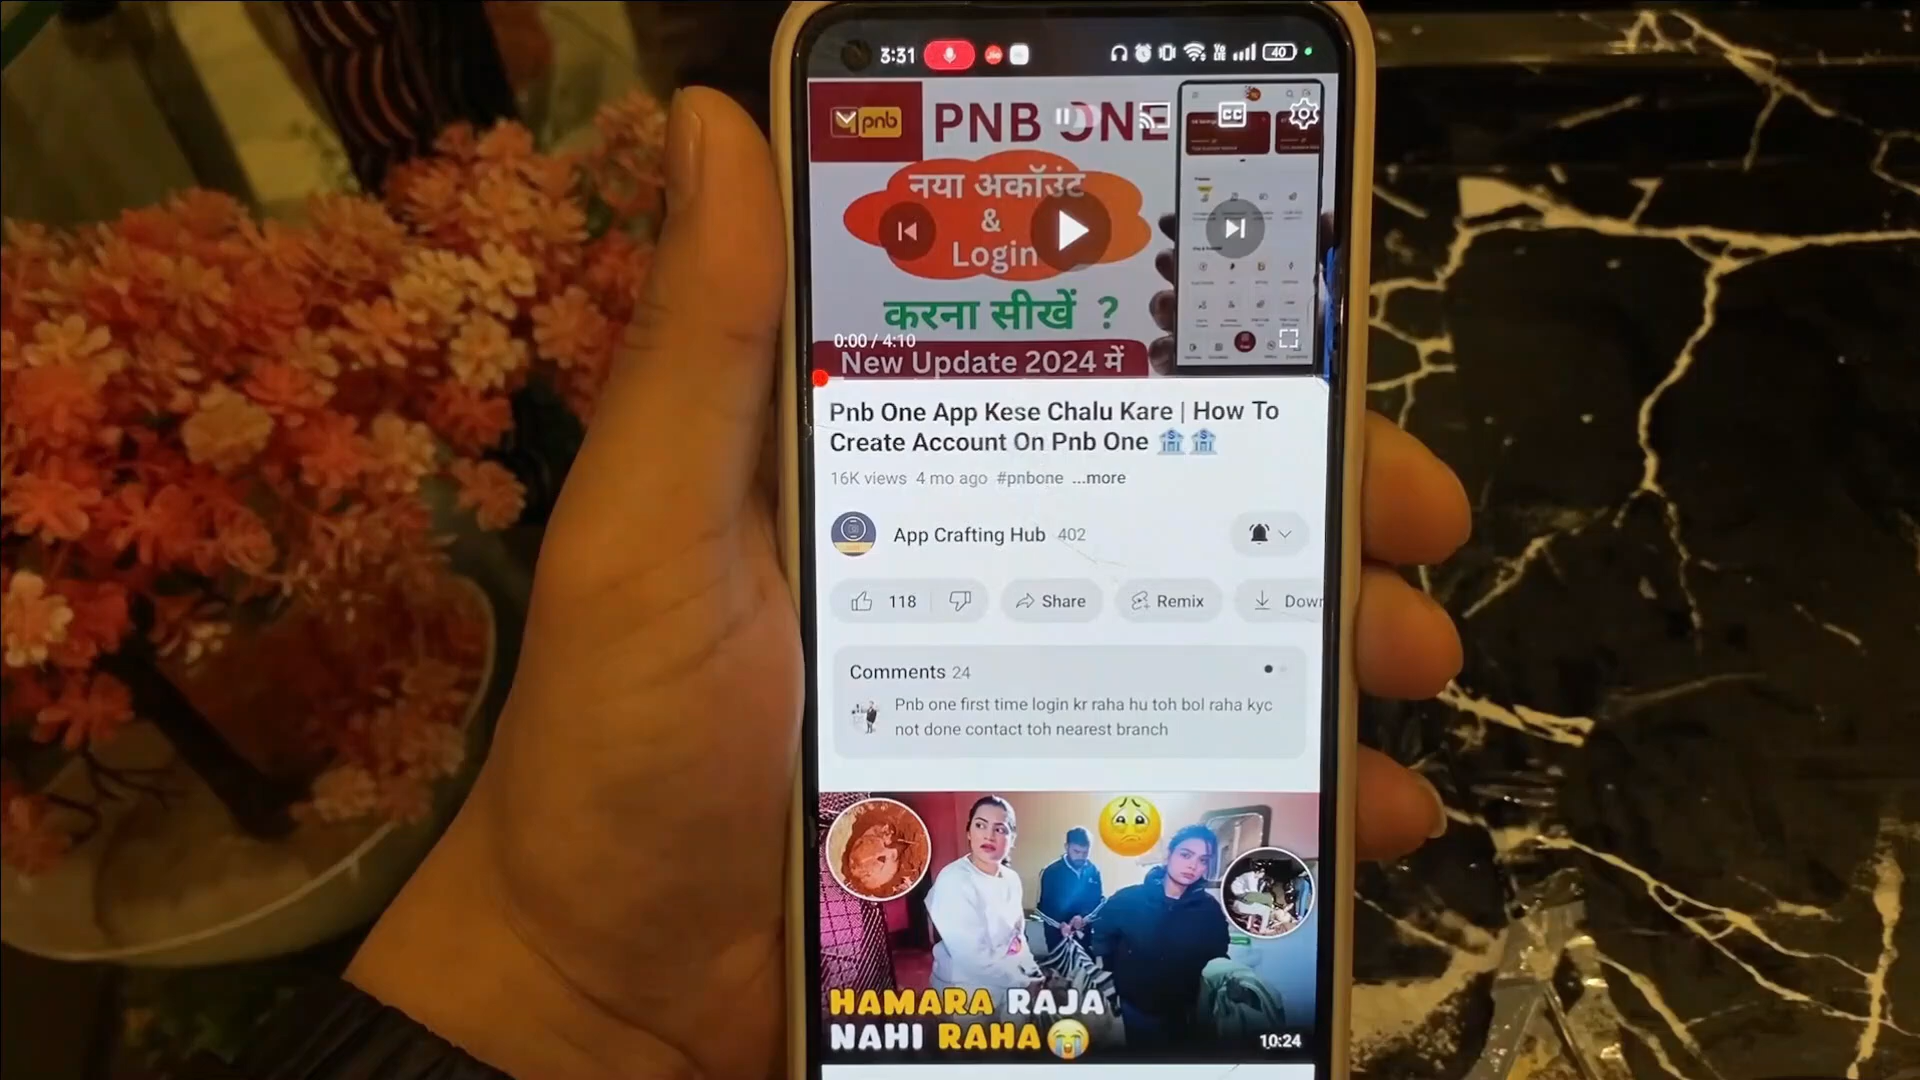 3:31
40
pnb PNB ONE
CC
नया अकॉउंट
&
Login
करना सीखें ?
0:00 / 4:10
New Update 2024 में
Pnb One App Kese Chalu Kare | How To
Create Account On Pnb One
16K views 4 mo ago #pnbone ...more
App Crafting Hub 402
118 Share Remix Down
Comments 24
Pnb one first time login kr raha hu toh bol raha kyc
not done contact toh nearest branch
HAMARA RAJA
NAHI RAHA
10:24